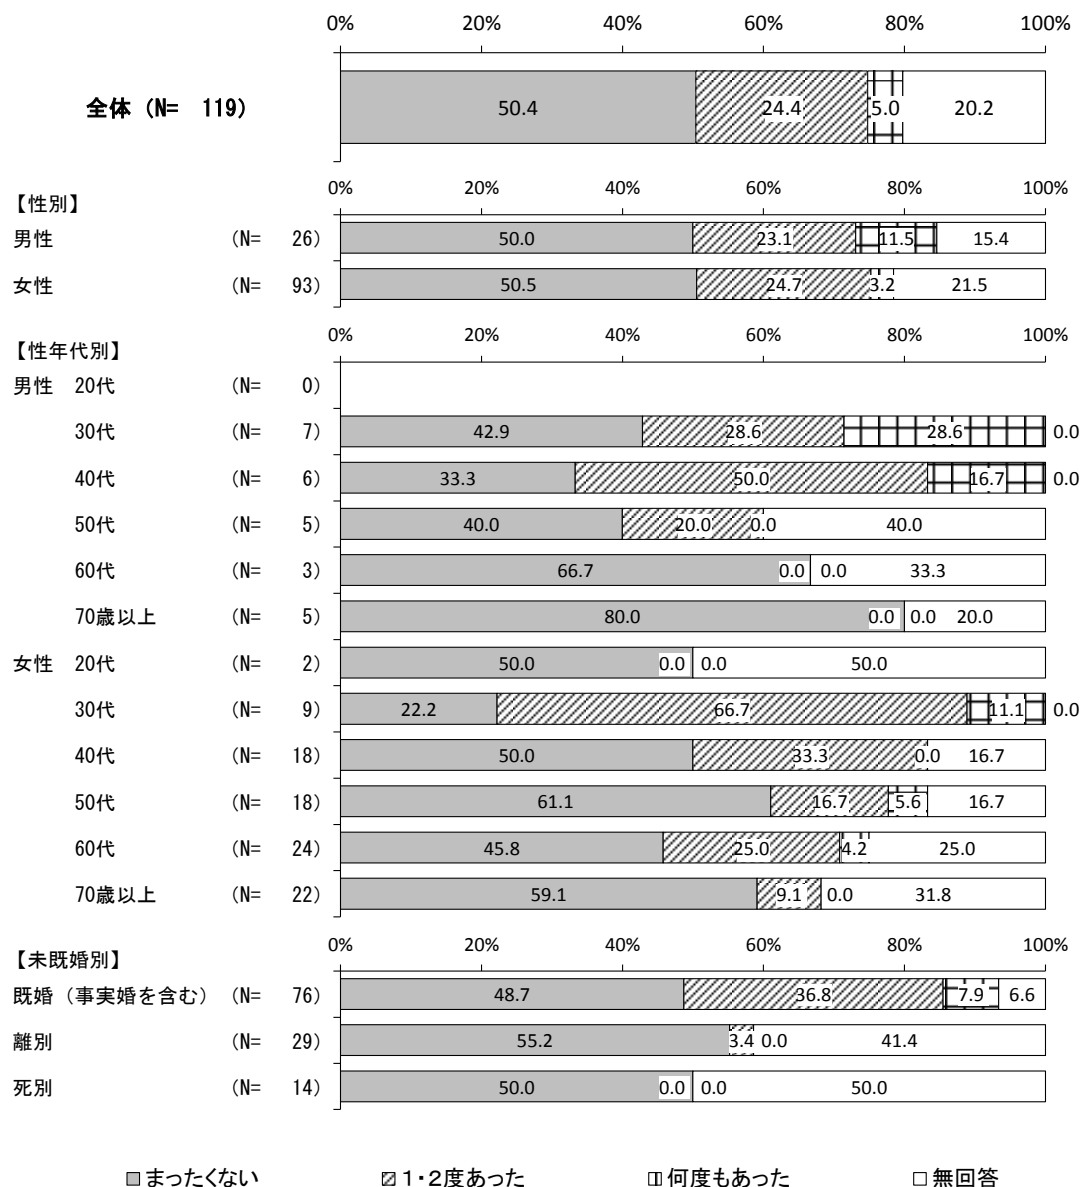 0% 20% 40% 60% 80% 100%
全体（N= 119） 50.4 24.4 5.0 20.2
0% 20% 40% 60% 80% 100%
【性別】
男性 （N= 26） 50.0 23.1 11.5 15.4
女性 （N= 93） 50.5 24.7 3.2 21.5
0% 20% 40% 60% 80% 100%
【性年代別】
男性 20代 （N= 0）
30代 （N= 7） 42.9 28.6 28.6 0.0
40代 （N= 6） 33.3 50.0 16.7 0.0
50代 （N= 5） 40.0 20.0 0.0 40.0
60代 （N= 3） 66.7 0.0 0.0 33.3
70歳以上 （N= 5） 80.0 0.0 0.0 20.0
女性 20代 （N= 2） 50.0 0.0 0.0 50.0
30代 （N= 9） 22.2 66.7 11.1 0.0
40代 （N= 18） 50.0 33.3 0.0 16.7
50代 （N= 18） 61.1 16.7 5.6 16.7
60代 （N= 24） 45.8 25.0 4.2 25.0
70歳以上 （N= 22） 59.1 9.1 0.0 31.8
0% 20% 40% 60% 80% 100%
【未既婚別】
既婚（事実婚を含む） （N= 76） 48.7 36.8 7.9 6.6
離別 （N= 29） 55.2 3.4 0.0 41.4
死別 （N= 14） 50.0 0.0 0.0 50.0
まったくない 1・2度あった 何度もあった 無回答